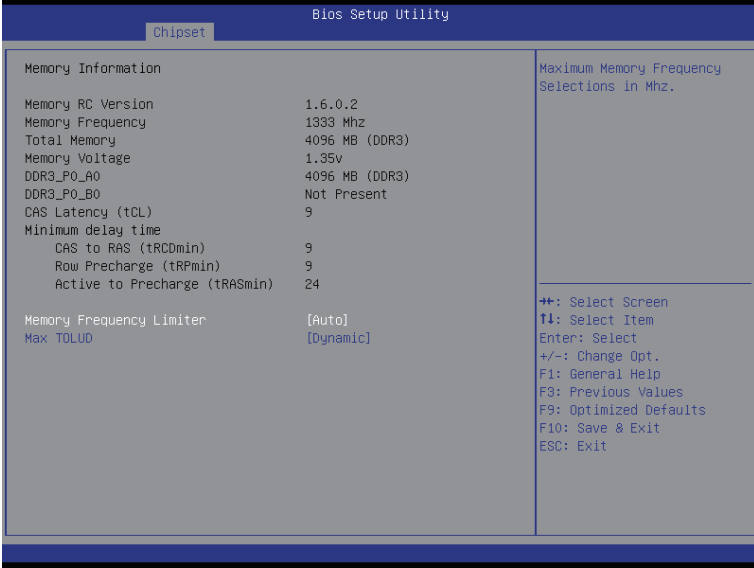 Bios Setup Utility
Chipset
Memory Information
Memory RC Version 1.6.0.2
Memory Frequency 1333 Mhz
Total Memory 4096 MB (DDR3)
Memory Voltage 1.35v
DDR3_P0_A0 4096 MB (DDR3)
DDR3_P0_B0 Not Present
CAS Latency (tCL) 9
Minimum delay time
CAS to RAS (tRCDmin) 9
Row Precharge (tRPmin) 9
Active to Precharge (tRASmin) 24
Memory Frequency Limiter [Auto]
Max TOLUD [Dynamic]
Maximum Memory Frequency
Selections in Mhz.
→←: Select Screen
↑↓: Select Item
Enter: Select
+/-: Change Opt.
F1: General Help
F3: Previous Values
F9: Optimized Defaults
F10: Save & Exit
ESC: Exit